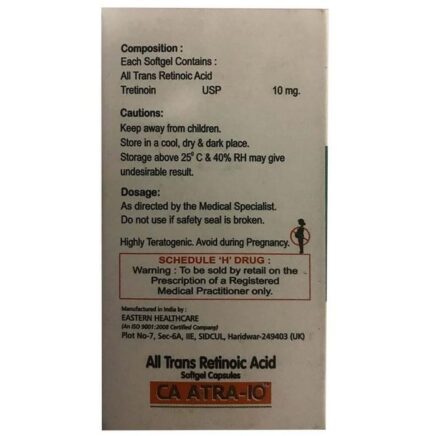 Composition :
Each Softgel Contains :
All Trans Retinoic Acid
Tretinoin USP 10 mg.
Cautions:
Keep away from children.
Store in a cool, dry & dark place.
Storage above 25° C & 40% RH may give
undesirable result.
Dosage:
As directed by the Medical Specialist.
Do not use if safety seal is broken.
Highly Teratogenic. Avoid during Pregnancy.
SCHEDULE 'H' DRUG :
Warning : To be sold by retail on the
Prescription of a Registered
Medical Practitioner only.
Manufactured in India by :
EASTERN HEALTHCARE
(An ISO 9001:2008 Certified Company)
Plot No-7, Sec-6A, IIE, SIDCUL, Haridwar-249403 (UK)
All Trans Retinoic Acid
Softgel Capsules
CA ATRA-10™